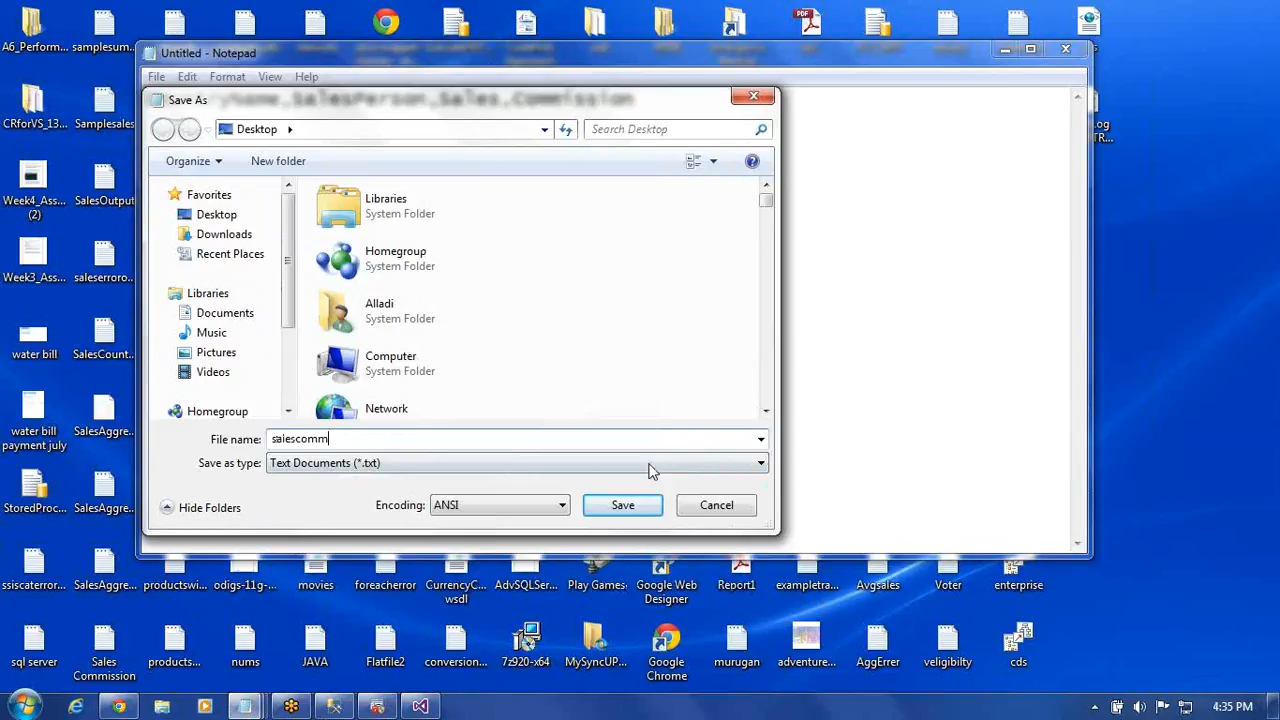 A6_Perform...
samplesum...
Untitled - Notepad
File Edit Format View Help
SalesPerson,Sales,Commission
Save As
Desktop
Search Desktop
Organize
New folder
Favorites
Desktop
Downloads
Recent Places
Libraries
Documents
Music
Pictures
Videos
Homegroup
Libraries
System Folder
Homegroup
System Folder
Alladi
System Folder
Computer
System Folder
Network
File name: salescomm
Save as type: Text Documents (*.txt)
Hide Folders
Encoding: ANSI
Save
Cancel
CRforVS_13...
Samplesales
Week4_Ass...
(2)
SalesOutput
Week3_Ass...
saleserroro...
water bill
SalesCount...
water bill
payment july
SalesAggre...
StoredProc...
SalesAggre...
ssiscaterror...
SalesAggre...
productswi...
odigs-11g-...
movies
foreacherror
CurrencyC...
wsdl
AdvSQLSer...
Play Games
Google Web
Designer
Report1
exampletra...
Avgsales
Voter
enterprise
sql server
Sales
Commission
products...
nums
JAVA
Flatfile2
conversion...
7z920-x64
MySyncUP...
Google
Chrome
murugan
adventure...
AggError
veligibilty
cds
4:35 PM